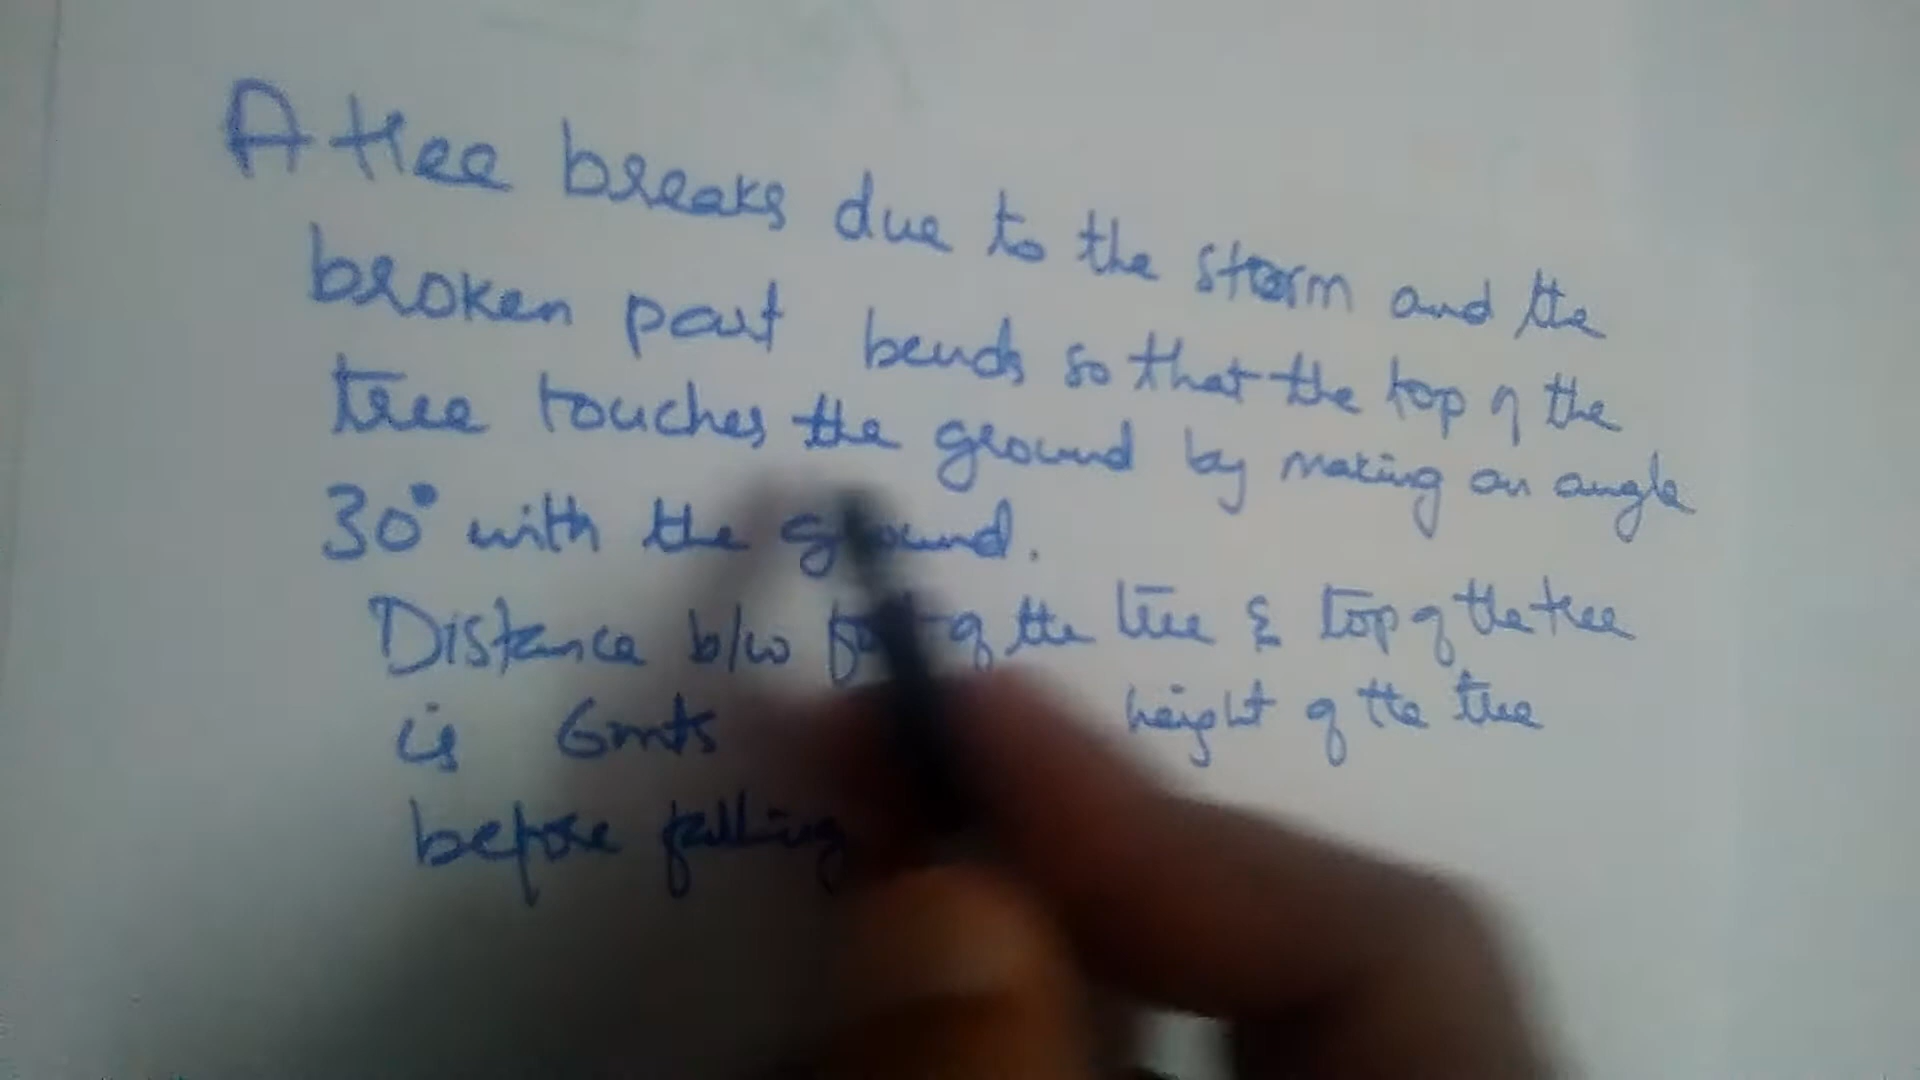 A tree breaks due to the storm and the
broken part bends so that the top of the
tree touches the ground by making an angle
30° with the ground.
Distance b/w of the tree & top of the tree
is 6mts height of the tree
before falling